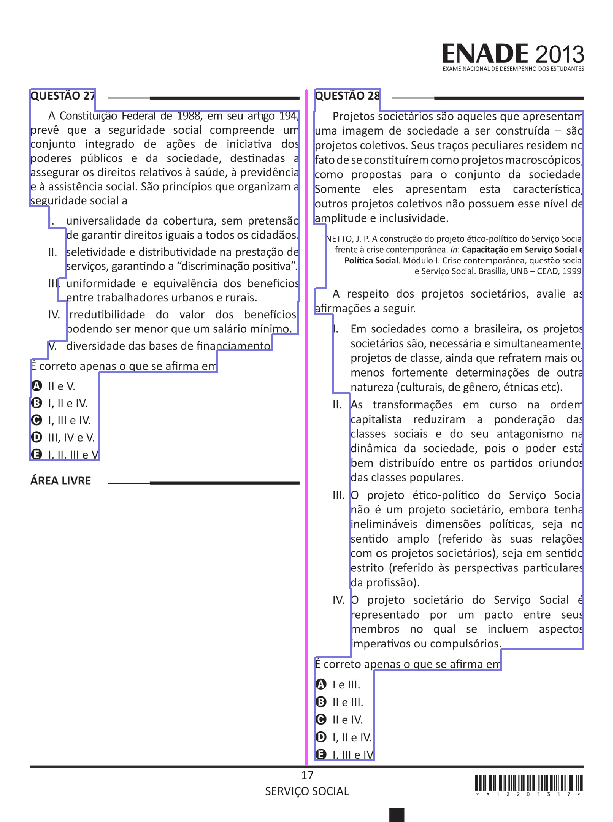 ENADE 2013
EXAME NACIONAL DE DESEMPENHO DOS ESTUDANTES
QUESTÃO 27
A Constituição Federal de 1988, em seu artigo 194,
prevê que a seguridade social compreende um
conjunto integrado de ações de iniciativa dos
poderes públicos e da sociedade, destinadas a
assegurar os direitos relativos à saúde, à previdência
e à assistência social. São princípios que organizam a
seguridade social a
I. universalidade da cobertura, sem pretensão
de garantir direitos iguais a todos os cidadãos.
II. seletividade e distributividade na prestação de
serviços, garantindo a "discriminação positiva".
III. uniformidade e equivalência dos benefícios
entre trabalhadores urbanos e rurais.
IV. irredutibilidade do valor dos benefícios,
podendo ser menor que um salário mínimo.
V. diversidade das bases de financiamento.
É correto apenas o que se afirma em
A II e V.
B I, II e IV.
C I, III e IV.
D III, IV e V.
E I, II, III e V.
ÁREA LIVRE
QUESTÃO 28
Projetos societários são aqueles que apresentam
uma imagem de sociedade a ser construída – são
projetos coletivos. Seus traços peculiares residem no
fato de se constituírem como projetos macroscópicos,
como propostas para o conjunto da sociedade.
Somente eles apresentam esta característica,
outros projetos coletivos não possuem esse nível de
amplitude e inclusividade.
NETTO, J. P. A construção do projeto ético-político do Serviço Social
frente à crise contemporânea. In: Capacitação em Serviço Social e
Política Social. Módulo I. Crise contemporânea, questão social
e Serviço Social. Brasília, UNB – CEAD, 1999.
A respeito dos projetos societários, avalie as
afirmações a seguir.
I. Em sociedades como a brasileira, os projetos
societários são, necessária e simultaneamente,
projetos de classe, ainda que refratem mais ou
menos fortemente determinações de outra
natureza (culturais, de gênero, étnicas etc).
II. As transformações em curso na ordem
capitalista reduziram a ponderação das
classes sociais e do seu antagonismo na
dinâmica da sociedade, pois o poder está
bem distribuído entre os partidos oriundos
das classes populares.
III. O projeto ético-político do Serviço Social
não é um projeto societário, embora tenha
inelimináveis dimensões políticas, seja no
sentido amplo (referido às suas relações
com os projetos societários), seja em sentido
estrito (referido às perspectivas particulares
da profissão).
IV. O projeto societário do Serviço Social é
representado por um pacto entre seus
membros no qual se incluem aspectos
imperativos ou compulsórios.
É correto apenas o que se afirma em
A I e III.
B II e III.
C II e IV.
D I, II e IV.
E I, III e IV.
17
SERVIÇO SOCIAL